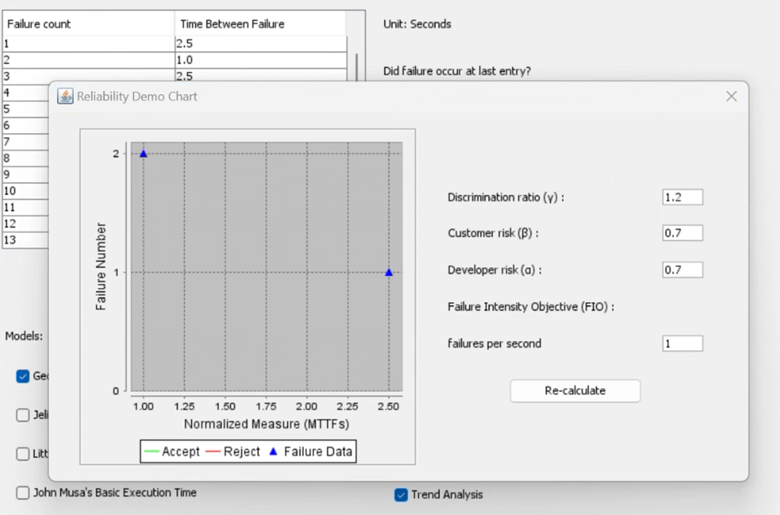 Failure count Time Between Failure Unit: Seconds
1 2.5
2 1.0
3 2.5 Did failure occur at last entry?
4
5
6
7
8
9
10
11
12
13
Reliability Demo Chart
2
1
0
Failure Number
1.00 1.25 1.50 1.75 2.00 2.25 2.50
Normalized Measure (MTTFs)
Accept Reject Failure Data
Discrimination ratio (γ) : 1.2
Customer risk (β) : 0.7
Developer risk (α) : 0.7
Failure Intensity Objective (FIO) :
failures per second 1
Re-calculate
Models:
Geo
Jeli
Litt
John Musa's Basic Execution Time Trend Analysis